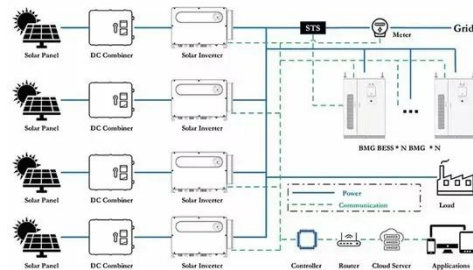 STS
Meter
Grid
Solar Panel DC Combiner Solar Inverter
Solar Panel DC Combiner Solar Inverter
BMG BESS * N BMG * N
Solar Panel DC Combiner Solar Inverter
Power
Communication
Load
Solar Panel DC Combiner Solar Inverter
Controller Router Cloud Server Applications